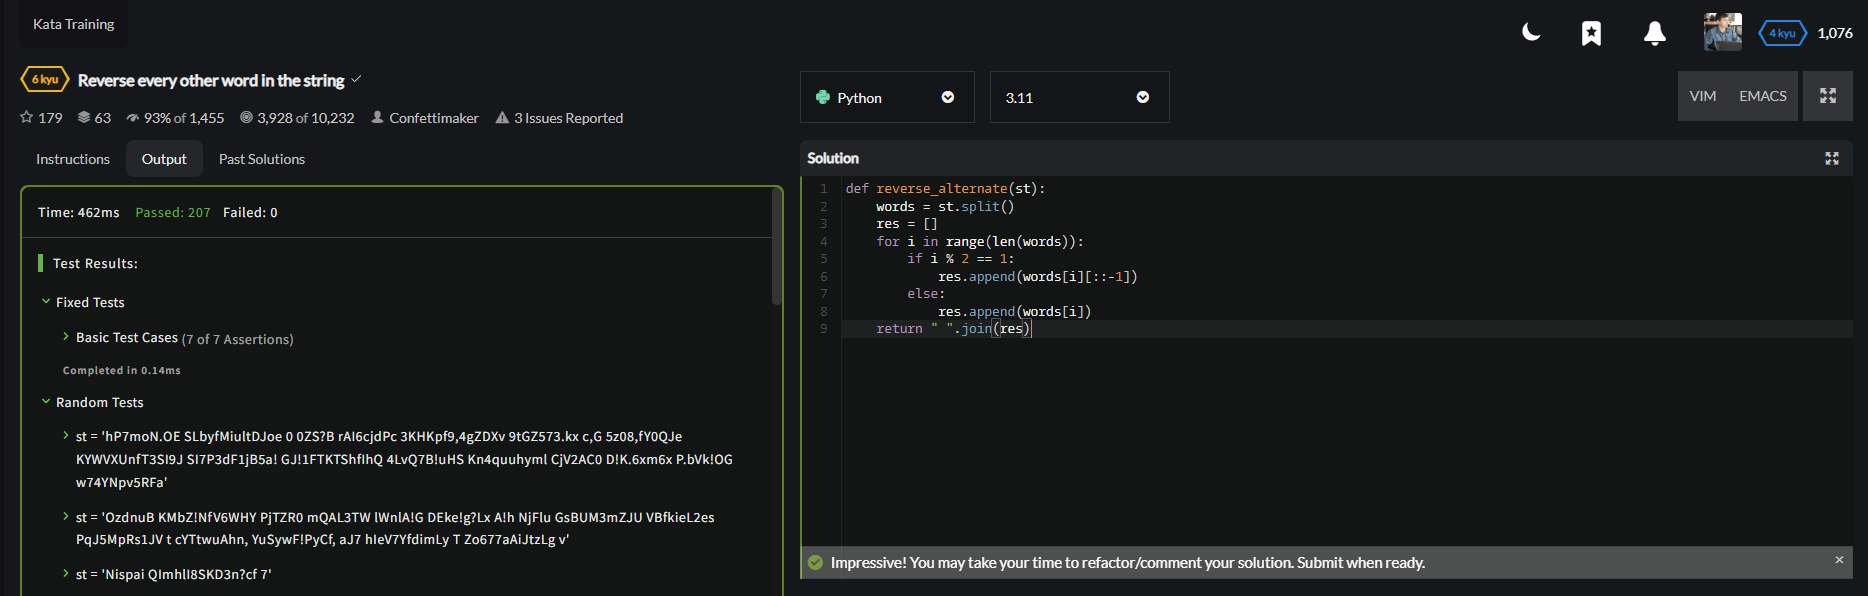 Kata Training
4 kyu 1,076
6 kyu Reverse every other word in the string
179 63 93% of 1,455 3,928 of 10,232 Confettimaker 3 Issues Reported
Instructions Output Past Solutions
Time: 462ms Passed: 207 Failed: 0
Test Results:
Fixed Tests
Basic Test Cases (7 of 7 Assertions)
Completed in 0.14ms
Random Tests
st = 'hP7moN.OE SLbyfMiultDJoe 0 0ZS?B rAI6cjdPc 3KHKpf9,4gZDXv 9tGZ573.kx c,G 5z08,fY0QJe
KYWVXUnfT3SI9J SI7P3dF1jB5a! GJ!1FTKTShfIhQ 4LvQ7B!uHS Kn4quuhyml CjV2AC0 D!K.6xm6x P.bVk!OG
w74YNpv5RFa'
st = 'OzdnuB KMbZ!NfV6WHY PjTZR0 mQAL3TW lWnlA!G DEke!g?Lx A!h NjFlu GsBUM3mZJU VBfkieL2es
PqJ5MpRs1JV t cYTtwuAhn, YuSywF!PyCf, aJ7 hIeV7YfdimLy T Zo677aAiJtzLg v'
st = 'Nispai QImhlI8SKD3n?cf 7'
Python 3.11 VIM EMACS
Solution
1 def reverse_alternate(st):
2 words = st.split()
3 res = []
4 for i in range(len(words)):
5 if i % 2 == 1:
6 res.append(words[i][::-1])
7 else:
8 res.append(words[i])
9 return " ".join(res)
Impressive! You may take your time to refactor/comment your solution. Submit when ready.